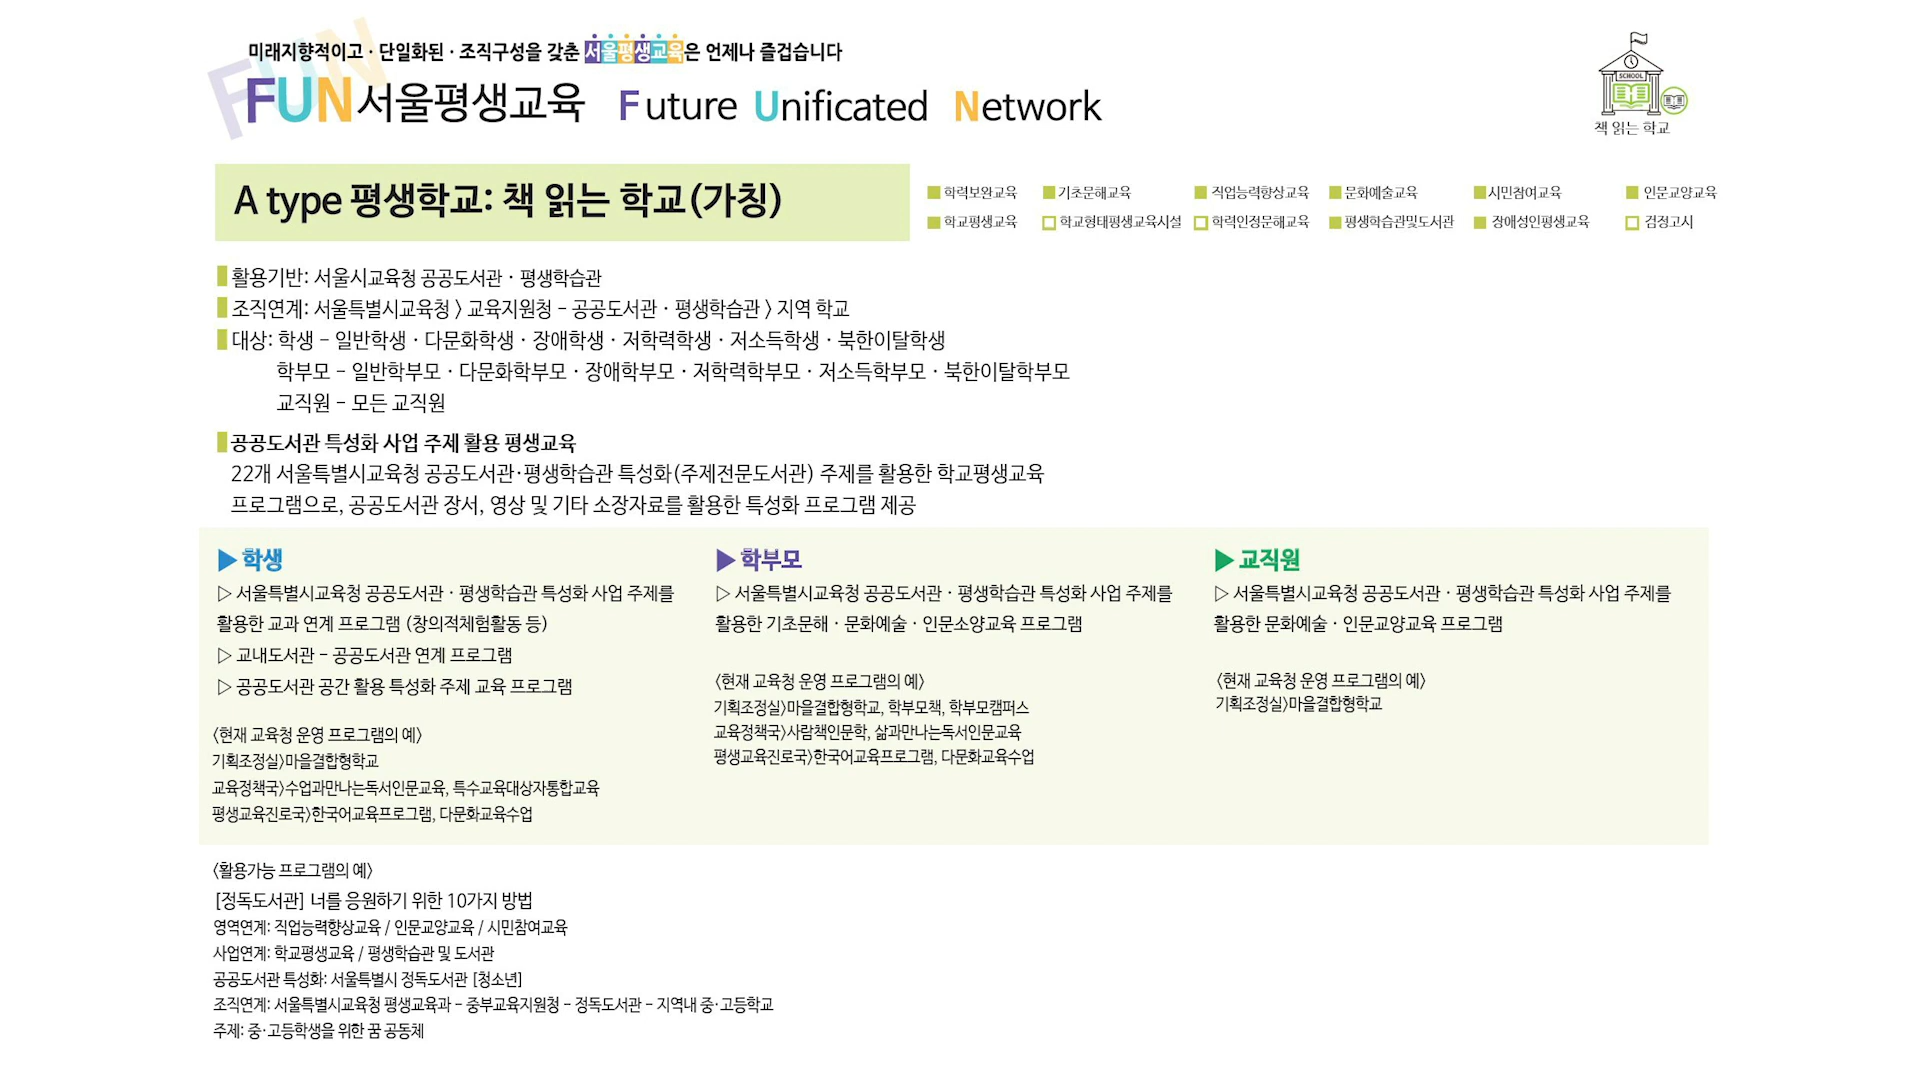 미래지향적이고 · 단일화된 · 조직구성을 갖춘 서울평생교육은 언제나 즐겁습니다
FUN
FUN서울평생교육 Future Unificated Network
SCHOOL
책 읽는 학교
A type 평생학교: 책 읽는 학교(가칭)
학력보완교육 기초문해교육 직업능력향상교육 문화예술교육 시민참여교육 인문교양교육
학교평생교육 학교형태평생교육시설 학력인정문해교육 평생학습관및도서관 장애성인평생교육 검정고시
활용기반: 서울시교육청 공공도서관 · 평생학습관
조직연계: 서울특별시교육청 > 교육지원청 – 공공도서관 · 평생학습관 > 지역 학교
대상: 학생 – 일반학생 · 다문화학생 · 장애학생 · 저학력학생 · 저소득학생 · 북한이탈학생
학부모 – 일반학부모 · 다문화학부모 · 장애학부모 · 저학력학부모 · 저소득학부모 · 북한이탈학부모
교직원 – 모든 교직원
공공도서관 특성화 사업 주제 활용 평생교육
22개 서울특별시교육청 공공도서관·평생학습관 특성화(주제전문도서관) 주제를 활용한 학교평생교육
프로그램으로, 공공도서관 장서, 영상 및 기타 소장자료를 활용한 특성화 프로그램 제공
▶학생
▷ 서울특별시교육청 공공도서관 · 평생학습관 특성화 사업 주제를
활용한 교과 연계 프로그램 (창의적체험활동 등)
▷ 교내도서관 – 공공도서관 연계 프로그램
▷ 공공도서관 공간 활용 특성화 주제 교육 프로그램
<현재 교육청 운영 프로그램의 예>
기획조정실>마을결합형학교
교육정책국>수업과만나는독서인문교육, 특수교육대상자통합교육
평생교육진로국>한국어교육프로그램, 다문화교육수업
▶학부모
▷ 서울특별시교육청 공공도서관 · 평생학습관 특성화 사업 주제를
활용한 기초문해 · 문화예술 · 인문소양교육 프로그램
<현재 교육청 운영 프로그램의 예>
기획조정실>마을결합형학교, 학부모책, 학부모캠퍼스
교육정책국>사람책인문학, 삶과만나는독서인문교육
평생교육진로국>한국어교육프로그램, 다문화교육수업
▶교직원
▷ 서울특별시교육청 공공도서관 · 평생학습관 특성화 사업 주제를
활용한 문화예술 · 인문교양교육 프로그램
<현재 교육청 운영 프로그램의 예>
기획조정실>마을결합형학교
<활용가능 프로그램의 예>
[정독도서관] 너를 응원하기 위한 10가지 방법
영역연계: 직업능력향상교육 / 인문교양교육 / 시민참여교육
사업연계: 학교평생교육 / 평생학습관 및 도서관
공공도서관 특성화: 서울특별시 정독도서관 [청소년]
조직연계: 서울특별시교육청 평생교육과 – 중부교육지원청 – 정독도서관 – 지역내 중·고등학교
주제: 중·고등학생을 위한 꿈 공동체